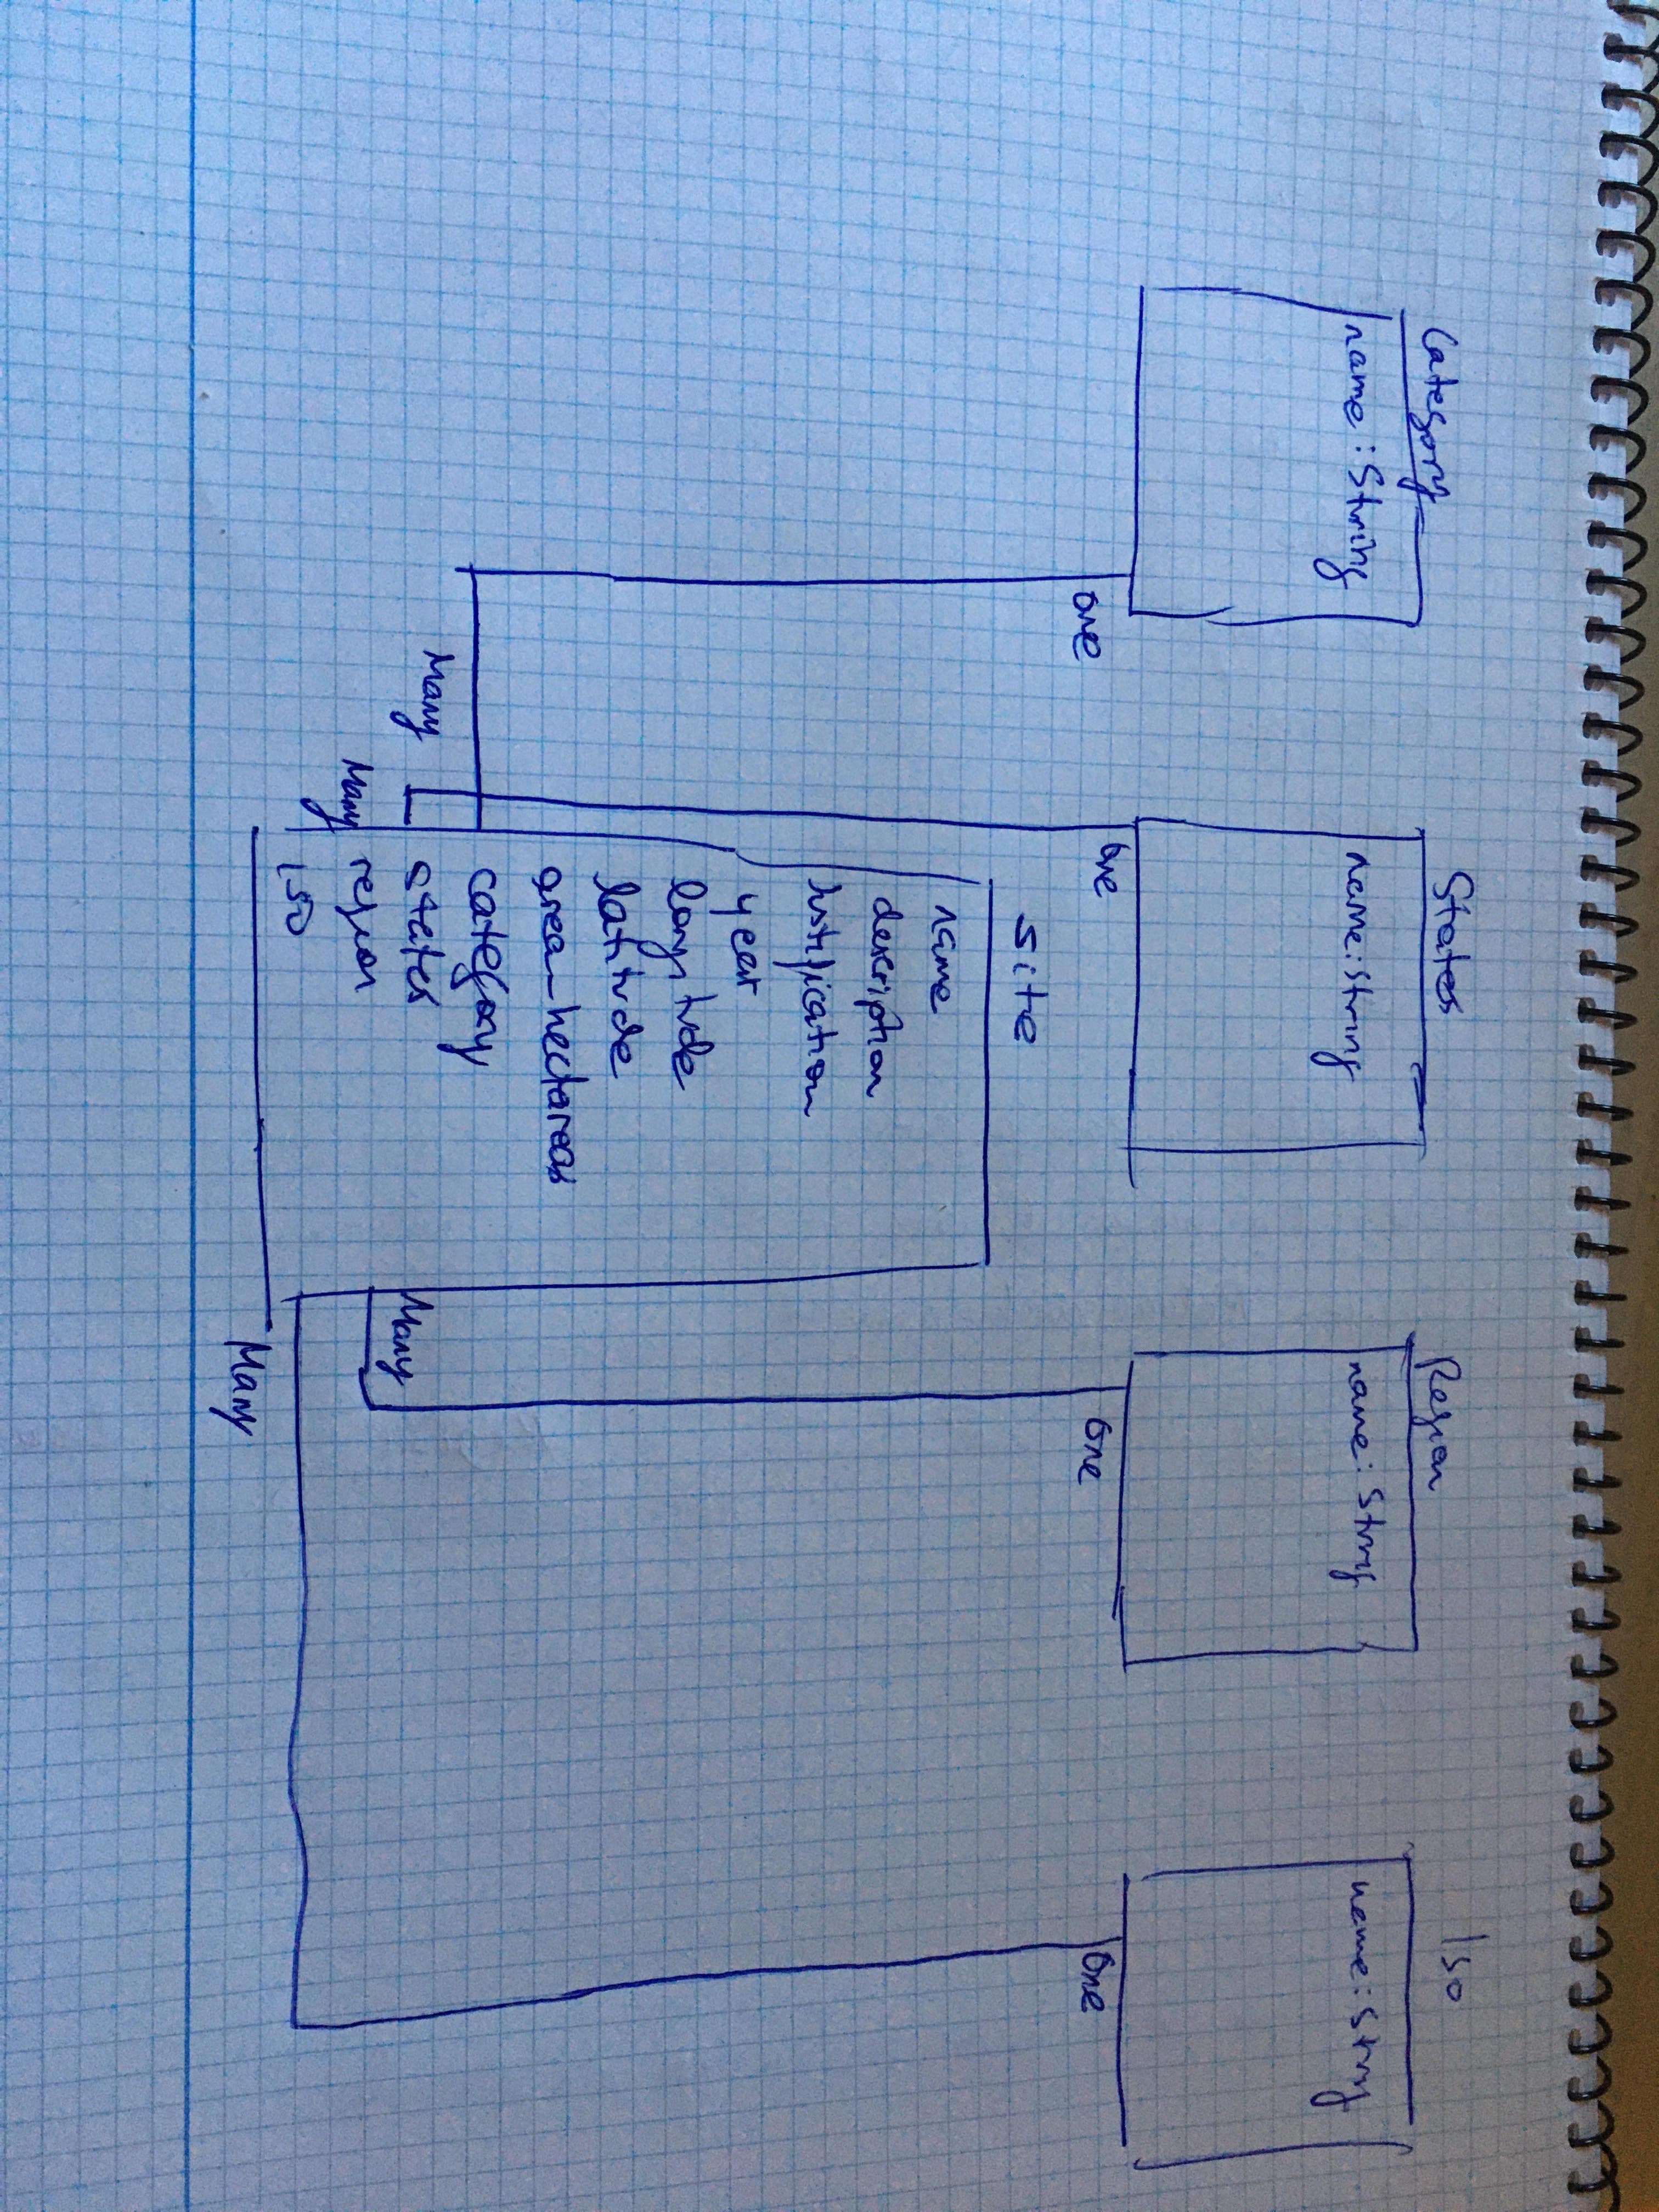 Category
name : String
one
Many
States
name : String
one
Many
site
name
description
Justification
year
longitude
latitude
area_hectares
category
states
region
iso
Region
name : String
one
Many
Iso
name : String
one
Many